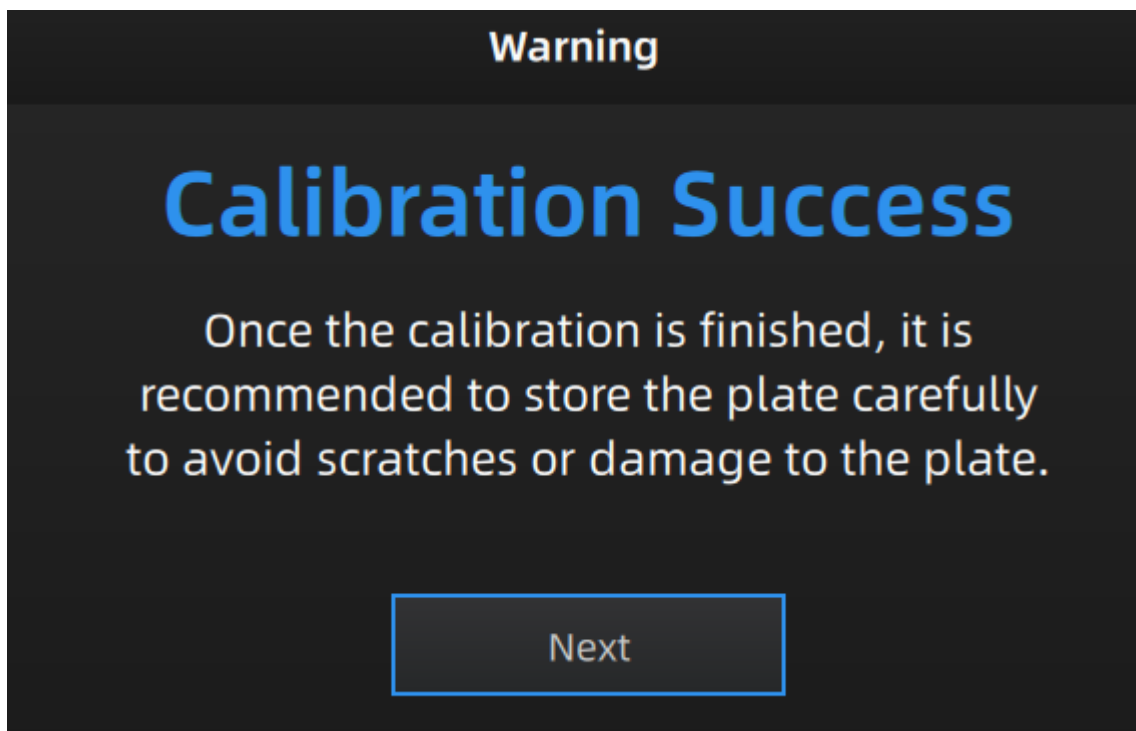 Warning
Calibration Success
Once the calibration is finished, it is
recommended to store the plate carefully
to avoid scratches or damage to the plate.
Next